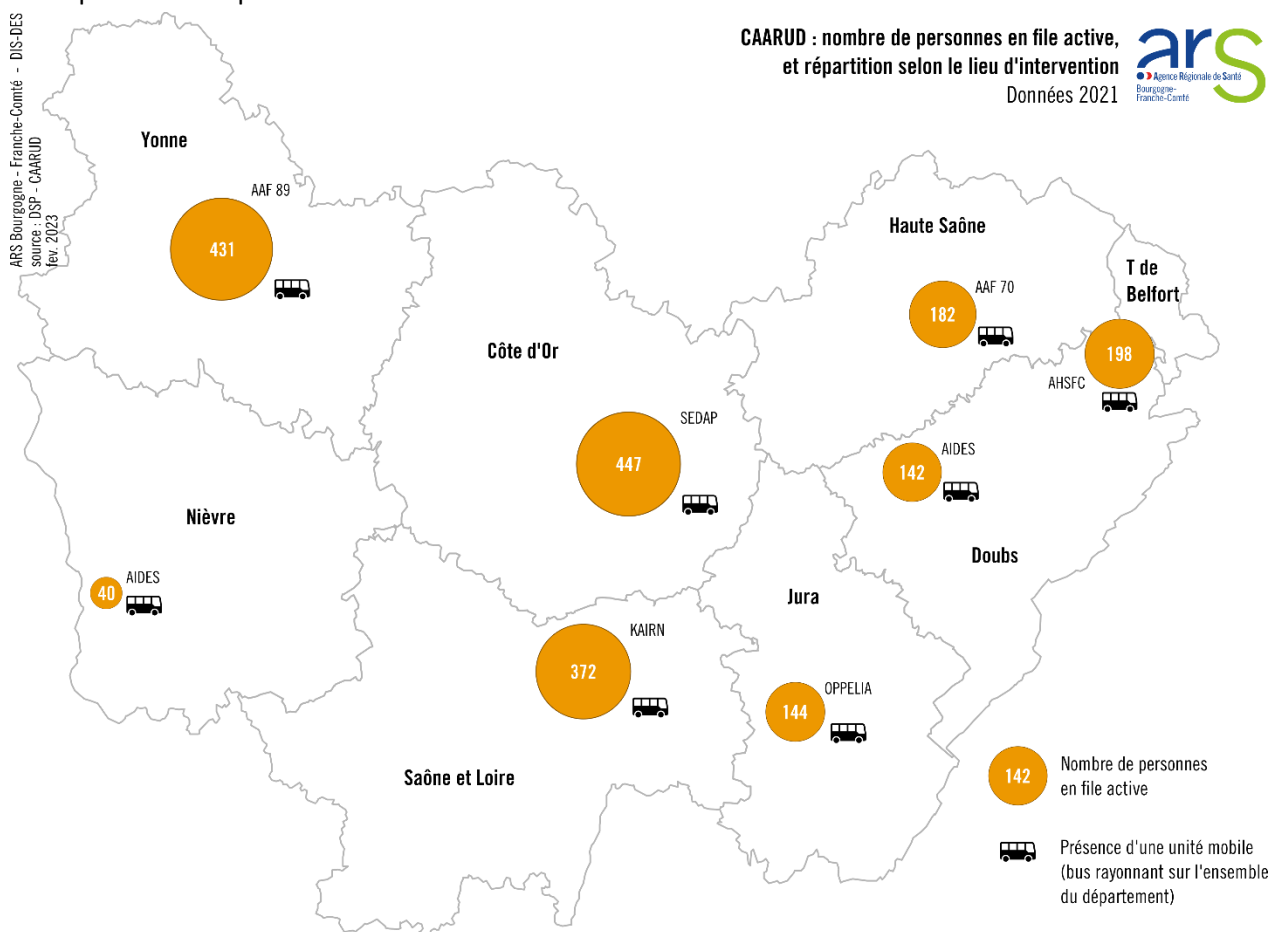 CAARUD : nombre de personnes en file active,
et répartition selon le lieu d'intervention
Données 2021
ars
Agence Régionale de Santé
Bourgogne-
Franche-Comté
ARS Bourgogne - Franche-Comté - DIS-DES
source : DSP - CAARUD
fev. 2023
Yonne
AAF 89
431
Haute Saône
AAF 70
182
T de
Belfort
198
AHSFC
Côte d'Or
SEDAP
447
AIDES
142
Doubs
Nièvre
AIDES
40
Jura
KAIRN
372
OPPELIA
144
Saône et Loire
142
Nombre de personnes
en file active
Présence d'une unité mobile
(bus rayonnant sur l'ensemble
du département)